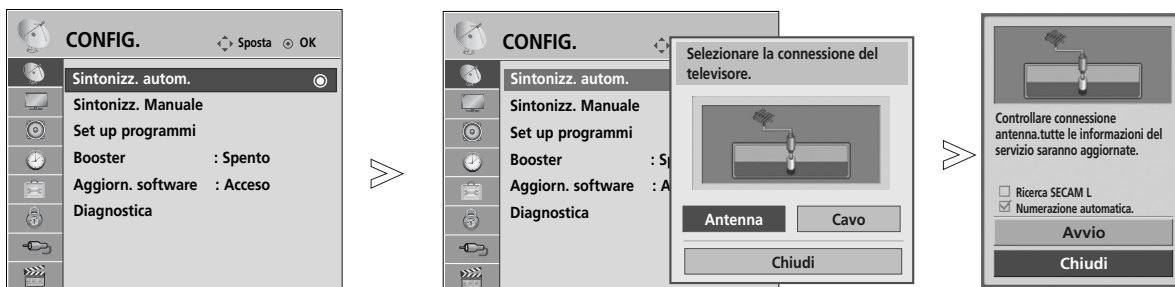 CONFIG.
Sposta OK
Sintonizz. autom.
Sintonizz. Manuale
Set up programmi
Booster : Spento
Aggiorn. software : Acceso
Diagnostica
CONFIG.
Sintonizz. autom.
Sintonizz. Manuale
Set up programmi
Booster : Sp
Aggiorn. software : A
Diagnostica
Selezionare la connessione del
televisore.
Antenna Cavo
Chiudi
Controllare connessione
antenna.tutte le informazioni del
servizio saranno aggiornate.
Ricerca SECAM L
Numerazione automatica.
Avvio
Chiudi